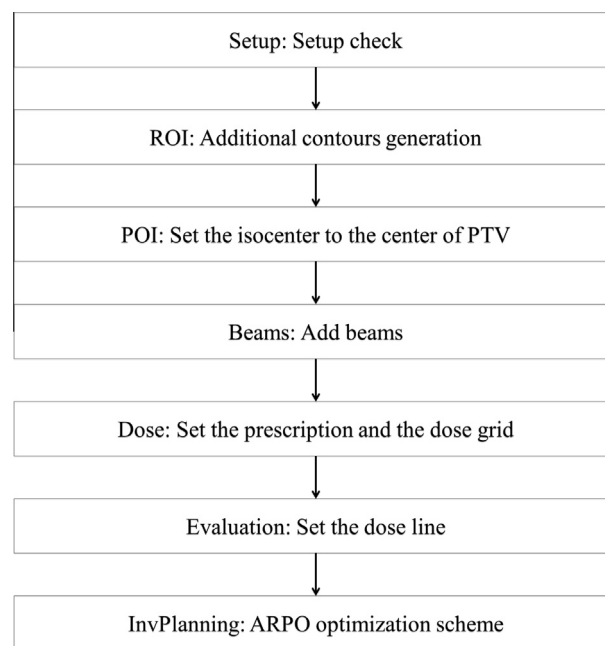 Setup: Setup check
ROI: Additional contours generation
POI: Set the isocenter to the center of PTV
Beams: Add beams
Dose: Set the prescription and the dose grid
Evaluation: Set the dose line
InvPlanning: ARPO optimization scheme